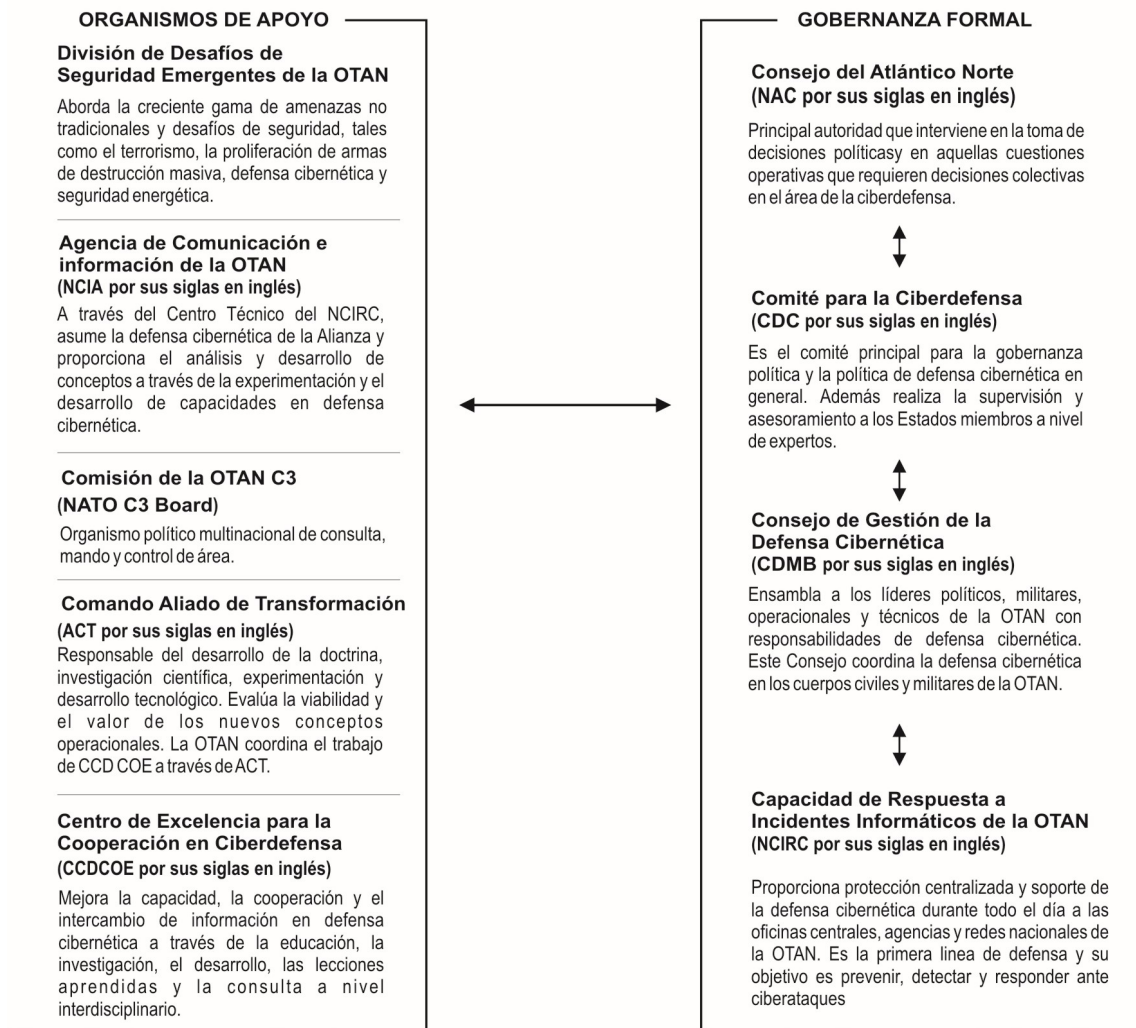 ORGANISMOS DE APOYO
División de Desafíos de
Seguridad Emergentes de la OTAN
Aborda la creciente gama de amenazas no
tradicionales y desafíos de seguridad, tales
como el terrorismo, la proliferación de armas
de destrucción masiva, defensa cibernética y
seguridad energética.
Agencia de Comunicación e
información de la OTAN
(NCIA por sus siglas en inglés)
A través del Centro Técnico del NCIRC,
asume la defensa cibernética de la Alianza y
proporciona el análisis y desarrollo de
conceptos a través de la experimentación y el
desarrollo de capacidades en defensa
cibernética.
Comisión de la OTAN C3
(NATO C3 Board)
Organismo político multinacional de consulta,
mando y control de área.
Comando Aliado de Transformación
(ACT por sus siglas en inglés)
Responsable del desarrollo de la doctrina,
investigación científica, experimentación y
desarrollo tecnológico. Evalúa la viabilidad y
el valor de los nuevos conceptos
operacionales. La OTAN coordina el trabajo
de CCD COE a través de ACT.
Centro de Excelencia para la
Cooperación en Ciberdefensa
(CCDCOE por sus siglas en inglés)
Mejora la capacidad, la cooperación y el
intercambio de información en defensa
cibernética a través de la educación, la
investigación, el desarrollo, las lecciones
aprendidas y la consulta a nivel
interdisciplinario.
GOBERNANZA FORMAL
Consejo del Atlántico Norte
(NAC por sus siglas en inglés)
Principal autoridad que interviene en la toma de
decisiones políticasy en aquellas cuestiones
operativas que requieren decisiones colectivas
en el área de la ciberdefensa.
Comité para la Ciberdefensa
(CDC por sus siglas en inglés)
Es el comité principal para la gobernanza
política y la política de defensa cibernética en
general. Además realiza la supervisión y
asesoramiento a los Estados miembros a nivel
de expertos.
Consejo de Gestión de la
Defensa Cibernética
(CDMB por sus siglas en inglés)
Ensambla a los líderes políticos, militares,
operacionales y técnicos de la OTAN con
responsabilidades de defensa cibernética.
Este Consejo coordina la defensa cibernética
en los cuerpos civiles y militares de la OTAN.
Capacidad de Respuesta a
Incidentes Informáticos de la OTAN
(NCIRC por sus siglas en inglés)
Proporciona protección centralizada y soporte de
la defensa cibernética durante todo el día a las
oficinas centrales, agencias y redes nacionales de
la OTAN. Es la primera linea de defensa y su
objetivo es prevenir, detectar y responder ante
ciberataques